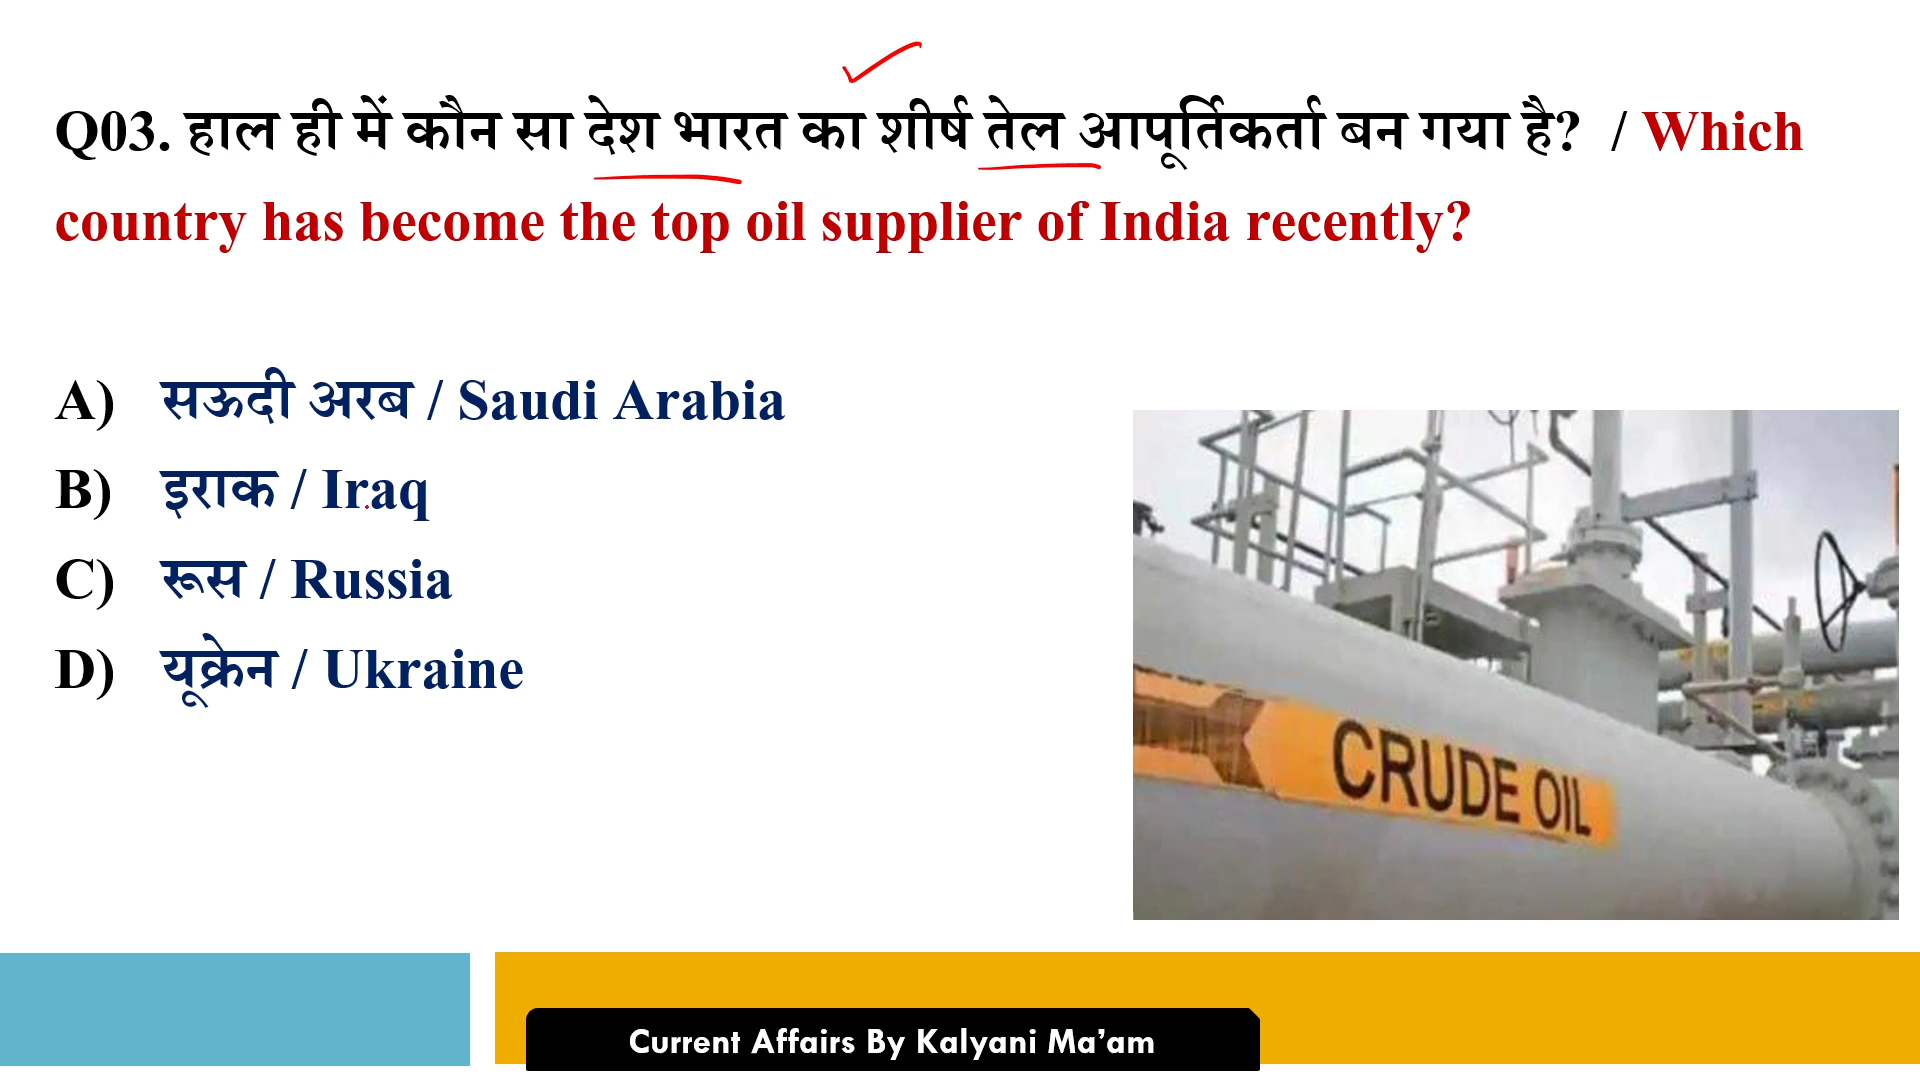 Q03. हाल ही में कौन सा देश भारत का शीर्ष तेल आपूर्तिकर्ता बन गया है? / Which
country has become the top oil supplier of India recently?
A) सऊदी अरब / Saudi Arabia
B) इराक / Iraq
C) रूस / Russia
D) यूक्रेन / Ukraine
CRUDE OIL
Current Affairs By Kalyani Ma’am